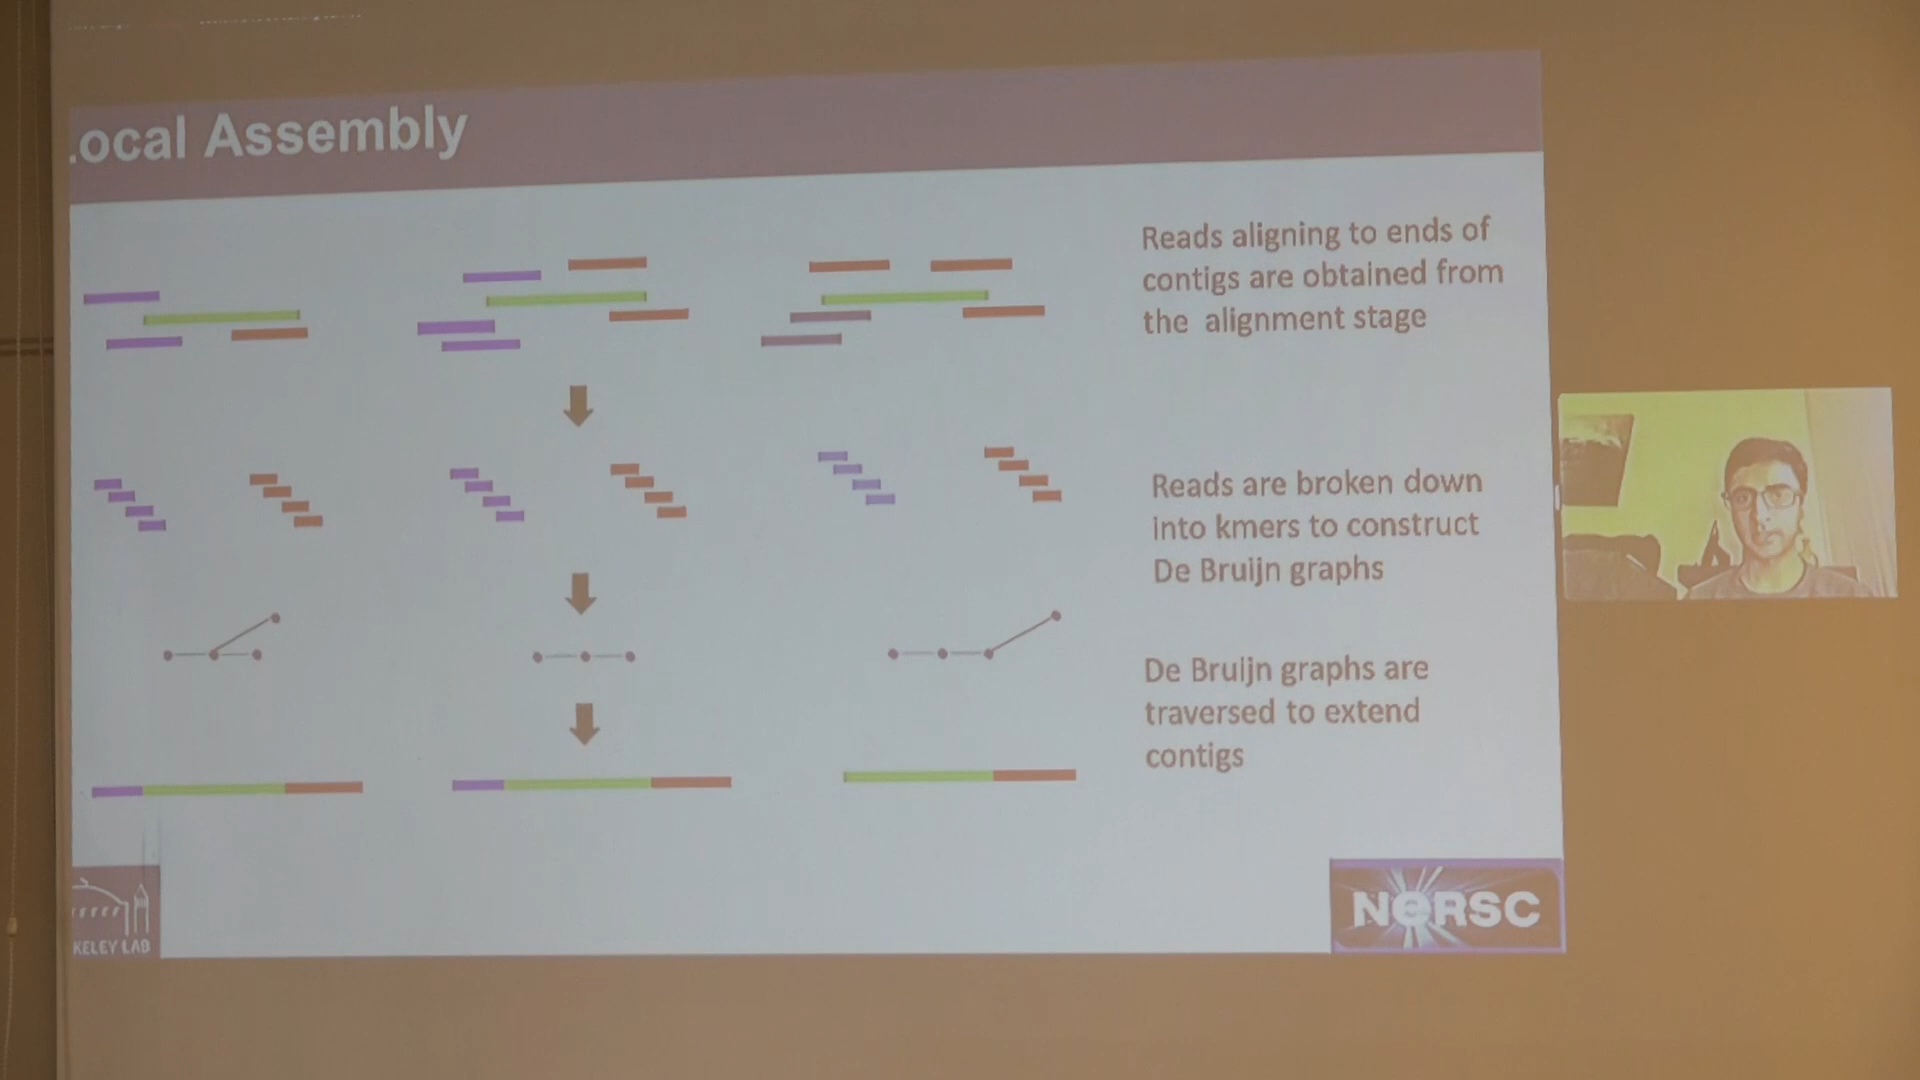 .ocal Assembly
Reads aligning to ends of
contigs are obtained from
the alignment stage
Reads are broken down
into kmers to construct
De Bruijn graphs
De Bruijn graphs are
traversed to extend
contigs
KELEY LAB
NERSC